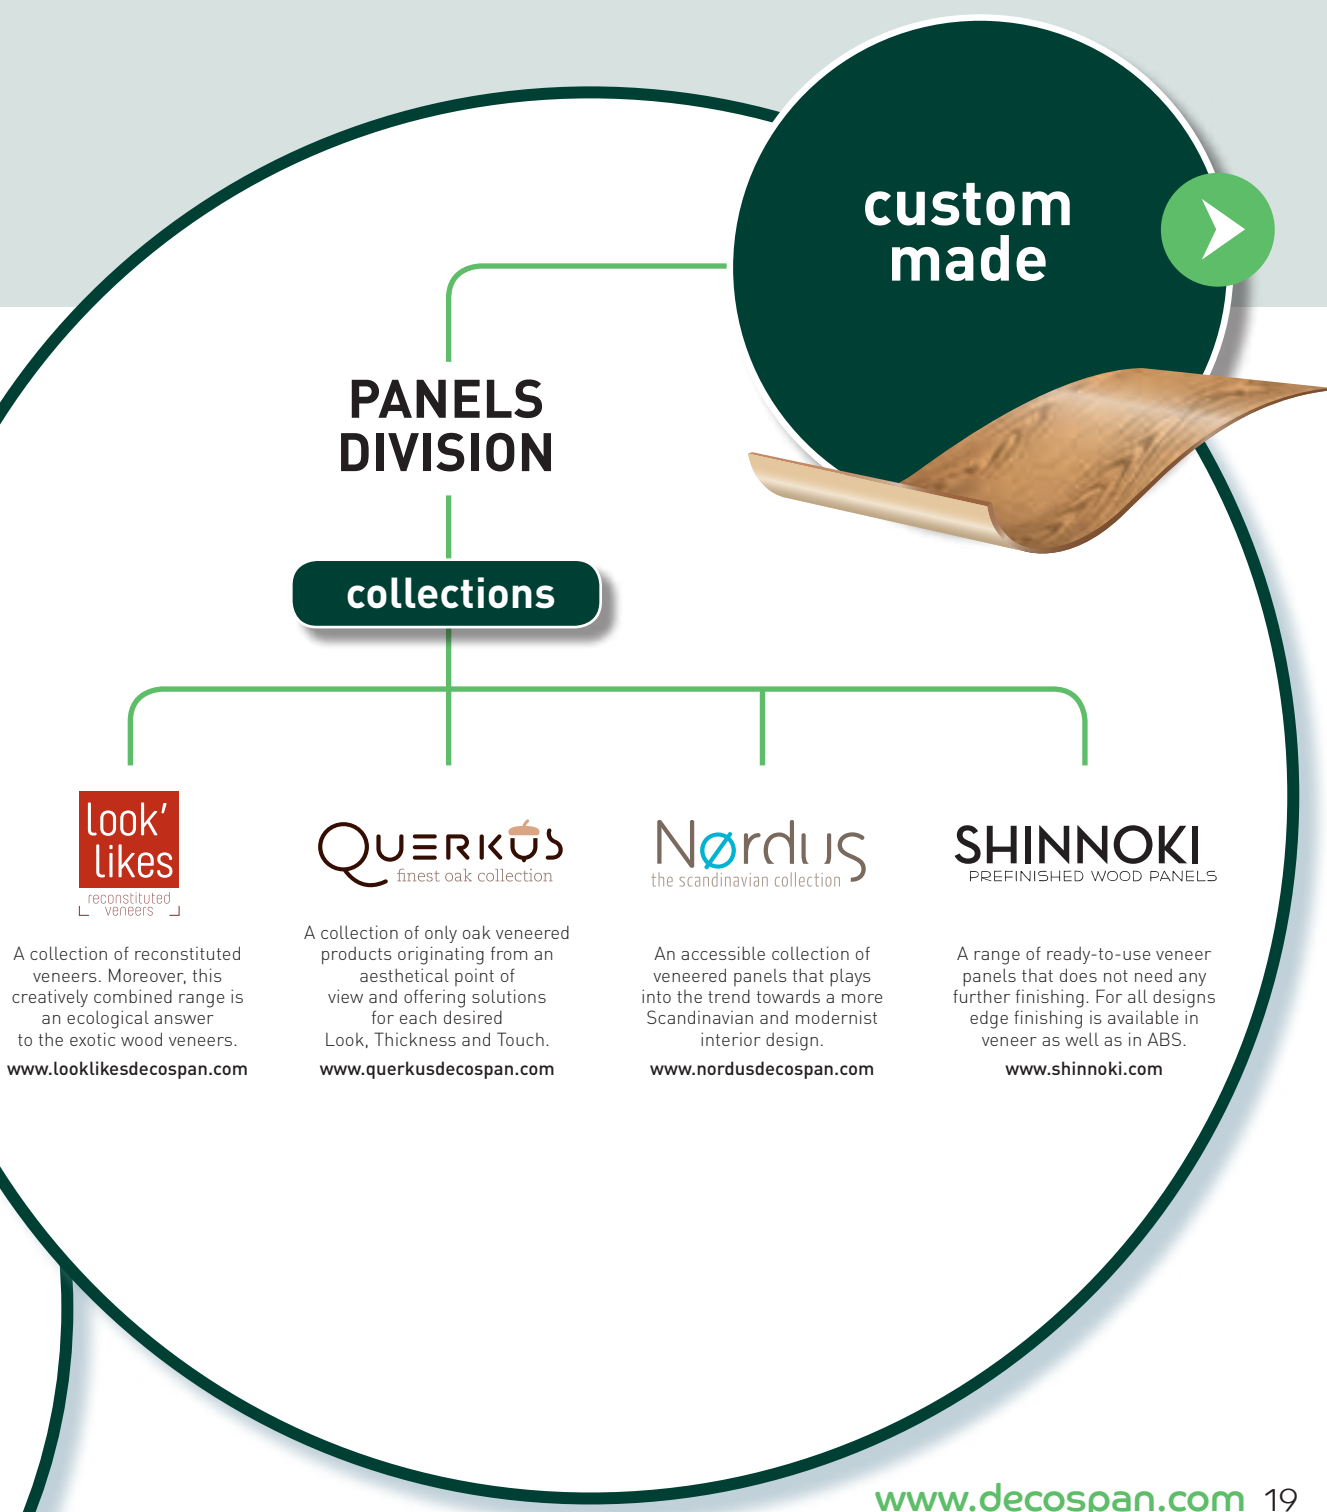 custom
made
PANELS
DIVISION
collections
look'
likes
reconstituted
veneers
A collection of reconstituted
veneers. Moreover, this
creatively combined range is
an ecological answer
to the exotic wood veneers.
www.looklikesdecospan.com
QUERKUS
finest oak collection
A collection of only oak veneered
products originating from an
aesthetical point of
view and offering solutions
for each desired
Look, Thickness and Touch.
www.querkusdecospan.com
Nørdus
the scandinavian collection
An accessible collection of
veneered panels that plays
into the trend towards a more
Scandinavian and modernist
interior design.
www.nordusdecospan.com
SHINNOKI
PREFINISHED WOOD PANELS
A range of ready-to-use veneer
panels that does not need any
further finishing. For all designs
edge finishing is available in
veneer as well as in ABS.
www.shinnoki.com
www.decospan.com 19